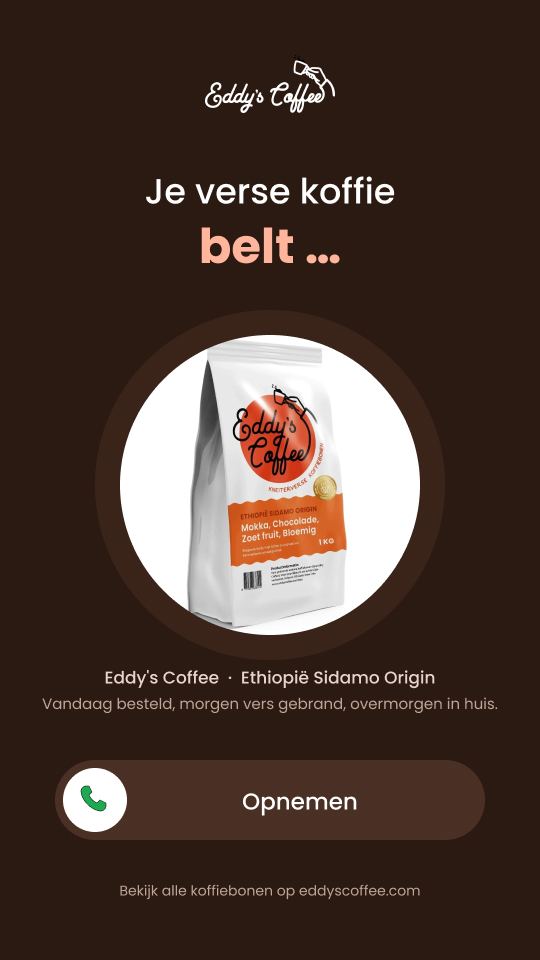 Eddy's Coffee
Je verse koffie
belt ...
Eddy's
Coffee
KNEITERVERSE KOFFIEBONEN
ETHIOPIË SIDAMO ORIGIN
Mokka, Chocolade,
Zoet fruit, Bloemig
1 KG
Productinformatie
Eddy's Coffee · Ethiopië Sidamo Origin
Vandaag besteld, morgen vers gebrand, overmorgen in huis.
Opnemen
Bekijk alle koffiebonen op eddyscoffee.com